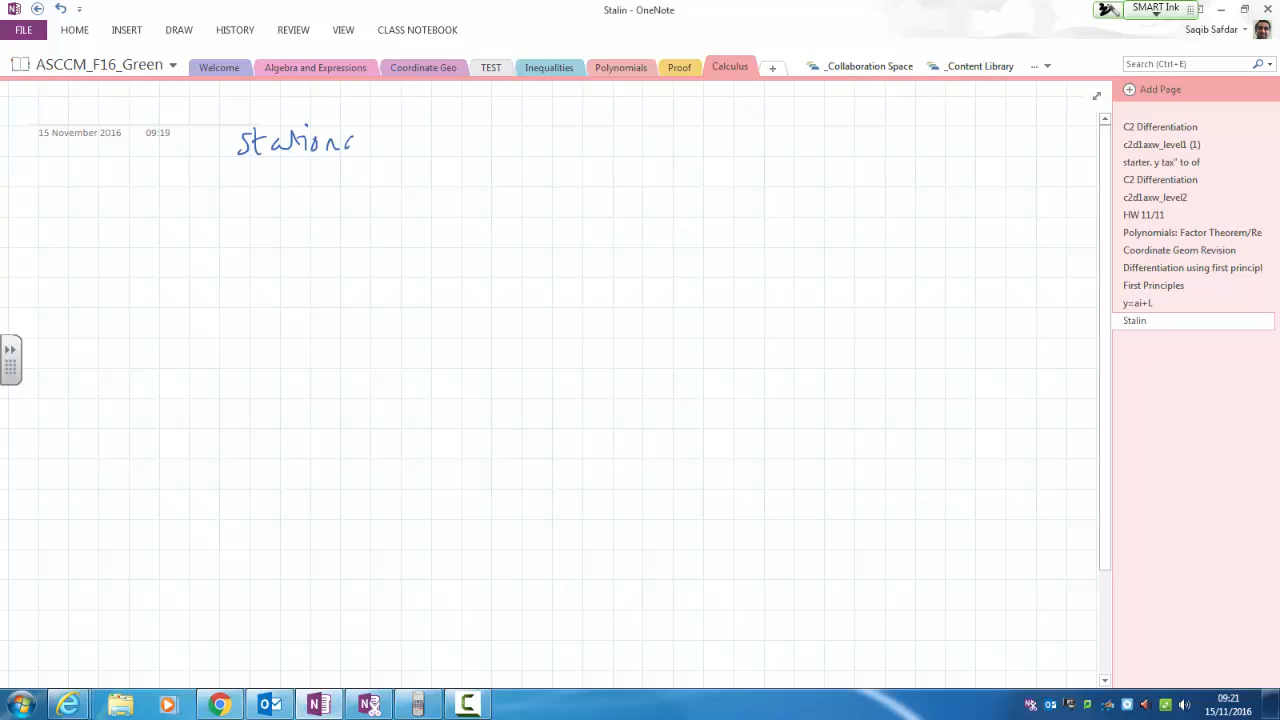 Stalin - OneNote
SMART Ink
FILE HOME INSERT DRAW HISTORY REVIEW VIEW CLASS NOTEBOOK
Saqib Safdar
ASCCM_F16_Green Welcome Algebra and Expressions Coordinate Geo TEST Inequalities Polynomials Proof Calculus + _Collaboration Space _Content Library ... Search (Ctrl+E)
Add Page
15 November 2016 09:19
Stationa
C2 Differentiation
c2d1axw_level1 (1)
starter. y tax" to of
C2 Differentiation
c2d1axw_level2
HW 11/11
Polynomials: Factor Theorem/Re
Coordinate Geom Revision
Differentiation using first principl
First Principles
y=ai+L
Stalin
09:21
15/11/2016